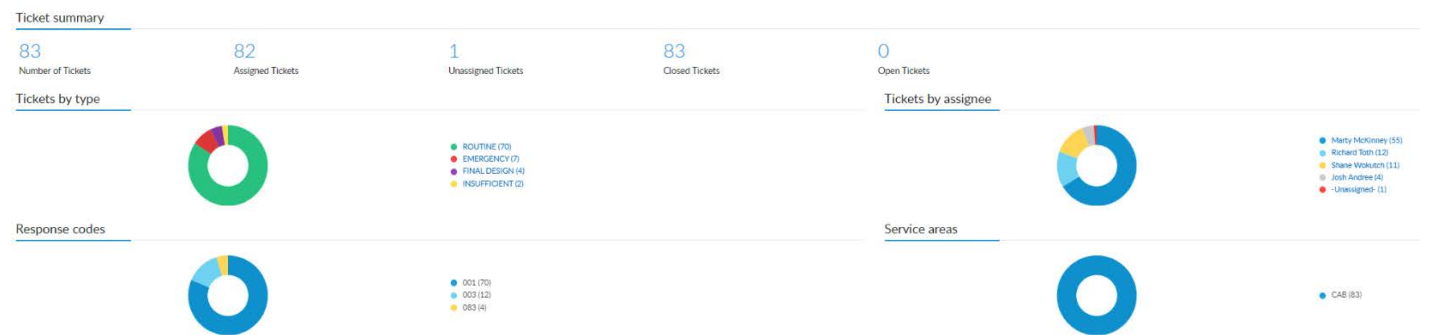 Ticket summary
83
Number of Tickets
82
Assigned Tickets
1
Unassigned Tickets
83
Closed Tickets
0
Open Tickets
Tickets by type
ROUTINE (70)
EMERGENCY (7)
FINAL DESIGN (4)
INSUFFICIENT (2)
Tickets by assignee
Marty McKinney (55)
Richard Toth (12)
Shane Wokutch (11)
Josh Andree (4)
-Unassigned- (1)
Response codes
001 (70)
003 (12)
083 (4)
Service areas
CAB (83)